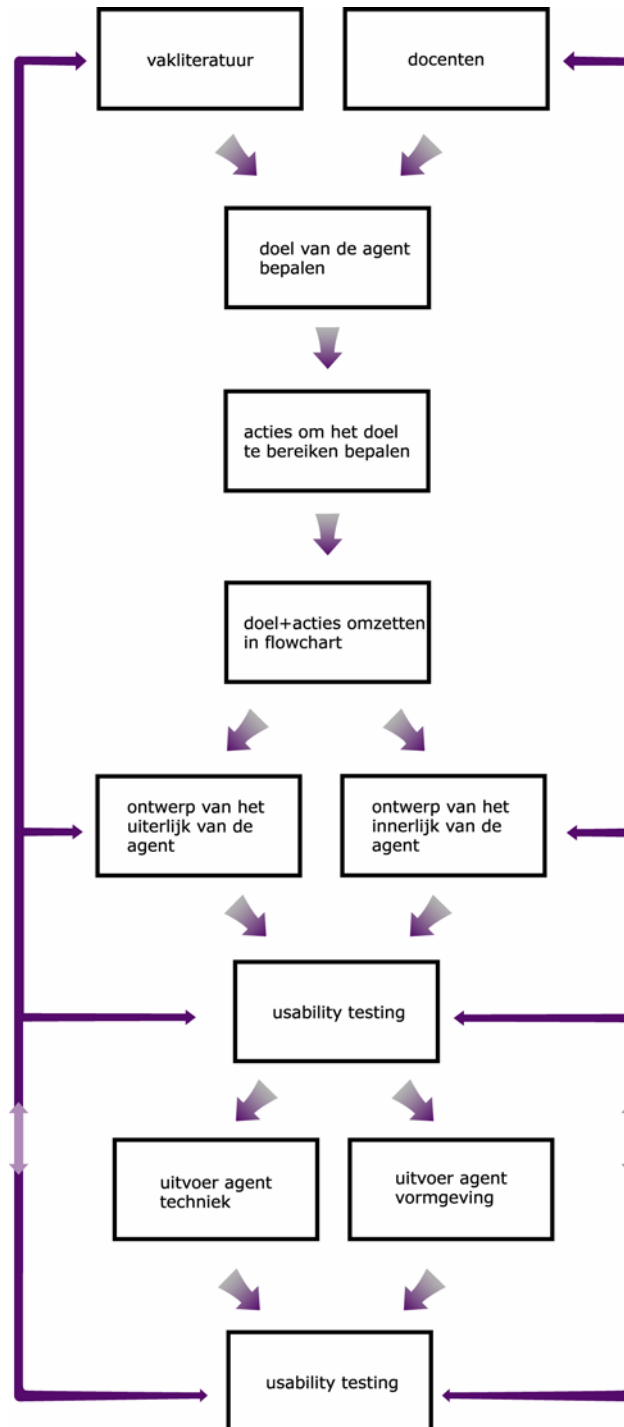 vakliteratuur
docenten
doel van de agent
bepalen
acties om het doel
te bereiken bepalen
doel+acties omzetten
in flowchart
ontwerp van het
uiterlijk van de
agent
ontwerp van het
innerlijk van de
agent
usability testing
uitvoer agent
techniek
uitvoer agent
vormgeving
usability testing